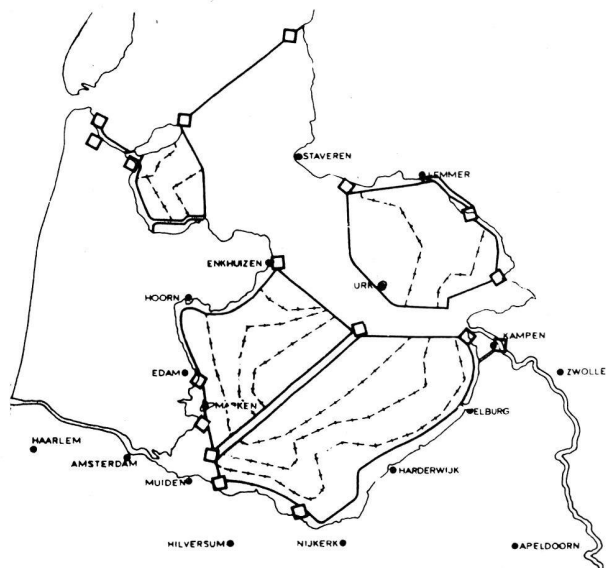 STAVEREN
LEMMER
ENKHUIZEN
URK
HOORN
KAMPEN
EDAM
ZWOLLE
MARKEN
ELBURG
HAARLEM
AMSTERDAM
HARDERWIJK
MUIDEN
HILVERSUM
NIJKERK
APELDOORN